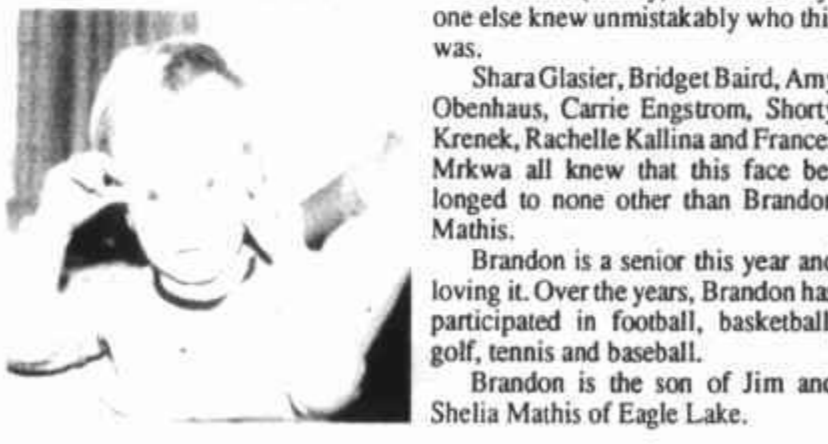 one else knew unmistakably who thi
was.
Shara Glasier, Bridget Baird, Amy
Obenhaus, Carrie Engstrom, Shorty
Krenek, Rachelle Kallina and France
Mrkwa all knew that this face be
longed to none other than Brandon
Mathis.
Brandon is a senior this year and
loving it. Over the years, Brandon ha
participated in football, basketball
golf, tennis and baseball.
Brandon is the son of Jim and
Shelia Mathis of Eagle Lake.